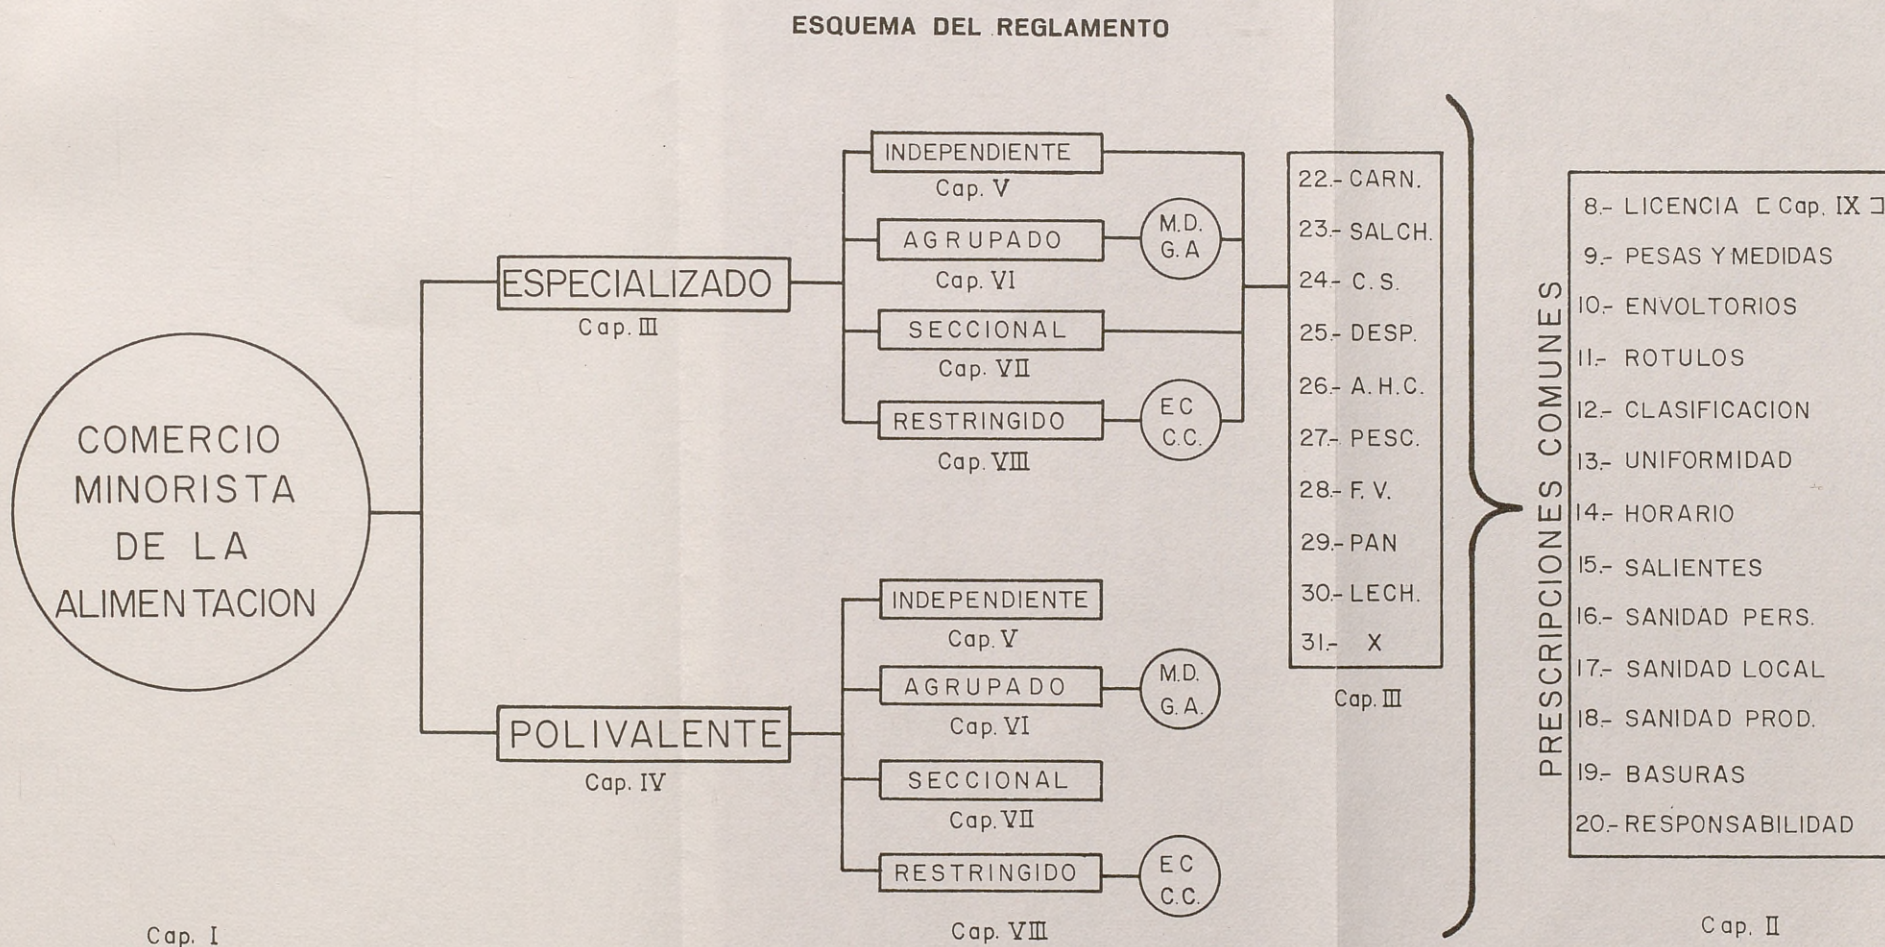 ESQUEMA DEL REGLAMENTO
COMERCIO
MINORISTA
DE LA
ALIMENTACION
Cap. I
ESPECIALIZADO
Cap. III
POLIVALENTE
Cap. IV
INDEPENDIENTE
Cap. V
AGRUPADO
Cap. VI
M.D.
G.A
SECCIONAL
Cap. VII
RESTRINGIDO
Cap. VIII
EC
C.C.
INDEPENDIENTE
Cap. V
AGRUPADO
Cap. VI
M.D.
G.A.
SECCIONAL
Cap. VII
RESTRINGIDO
Cap. VIII
EC
C.C.
22.- CARN.
23.- SALCH.
24.- C.S.
25.- DESP.
26.- A.H.C.
27.- PESC.
28.- F. V.
29.- PAN
30.- LECH.
31.- X
Cap. III
PRESCRIPCIONES COMUNES
8.- LICENCIA [Cap. IX]
9.- PESAS Y MEDIDAS
10.- ENVOLTORIOS
11.- ROTULOS
12.- CLASIFICACION
13.- UNIFORMIDAD
14.- HORARIO
15.- SALIENTES
16.- SANIDAD PERS.
17.- SANIDAD LOCAL
18.- SANIDAD PROD.
19.- BASURAS
20.- RESPONSABILIDAD
Cap. II